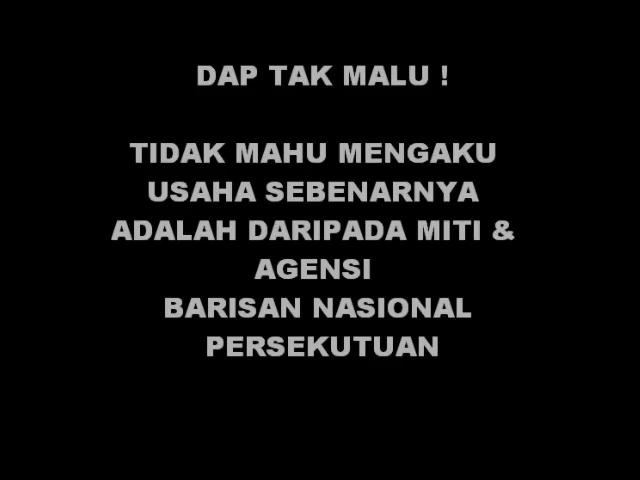 DAP TAK MALU !
TIDAK MAHU MENGAKU
USAHA SEBENARNYA
ADALAH DARIPADA MITI &
AGENSI
BARISAN NASIONAL
PERSEKUTUAN